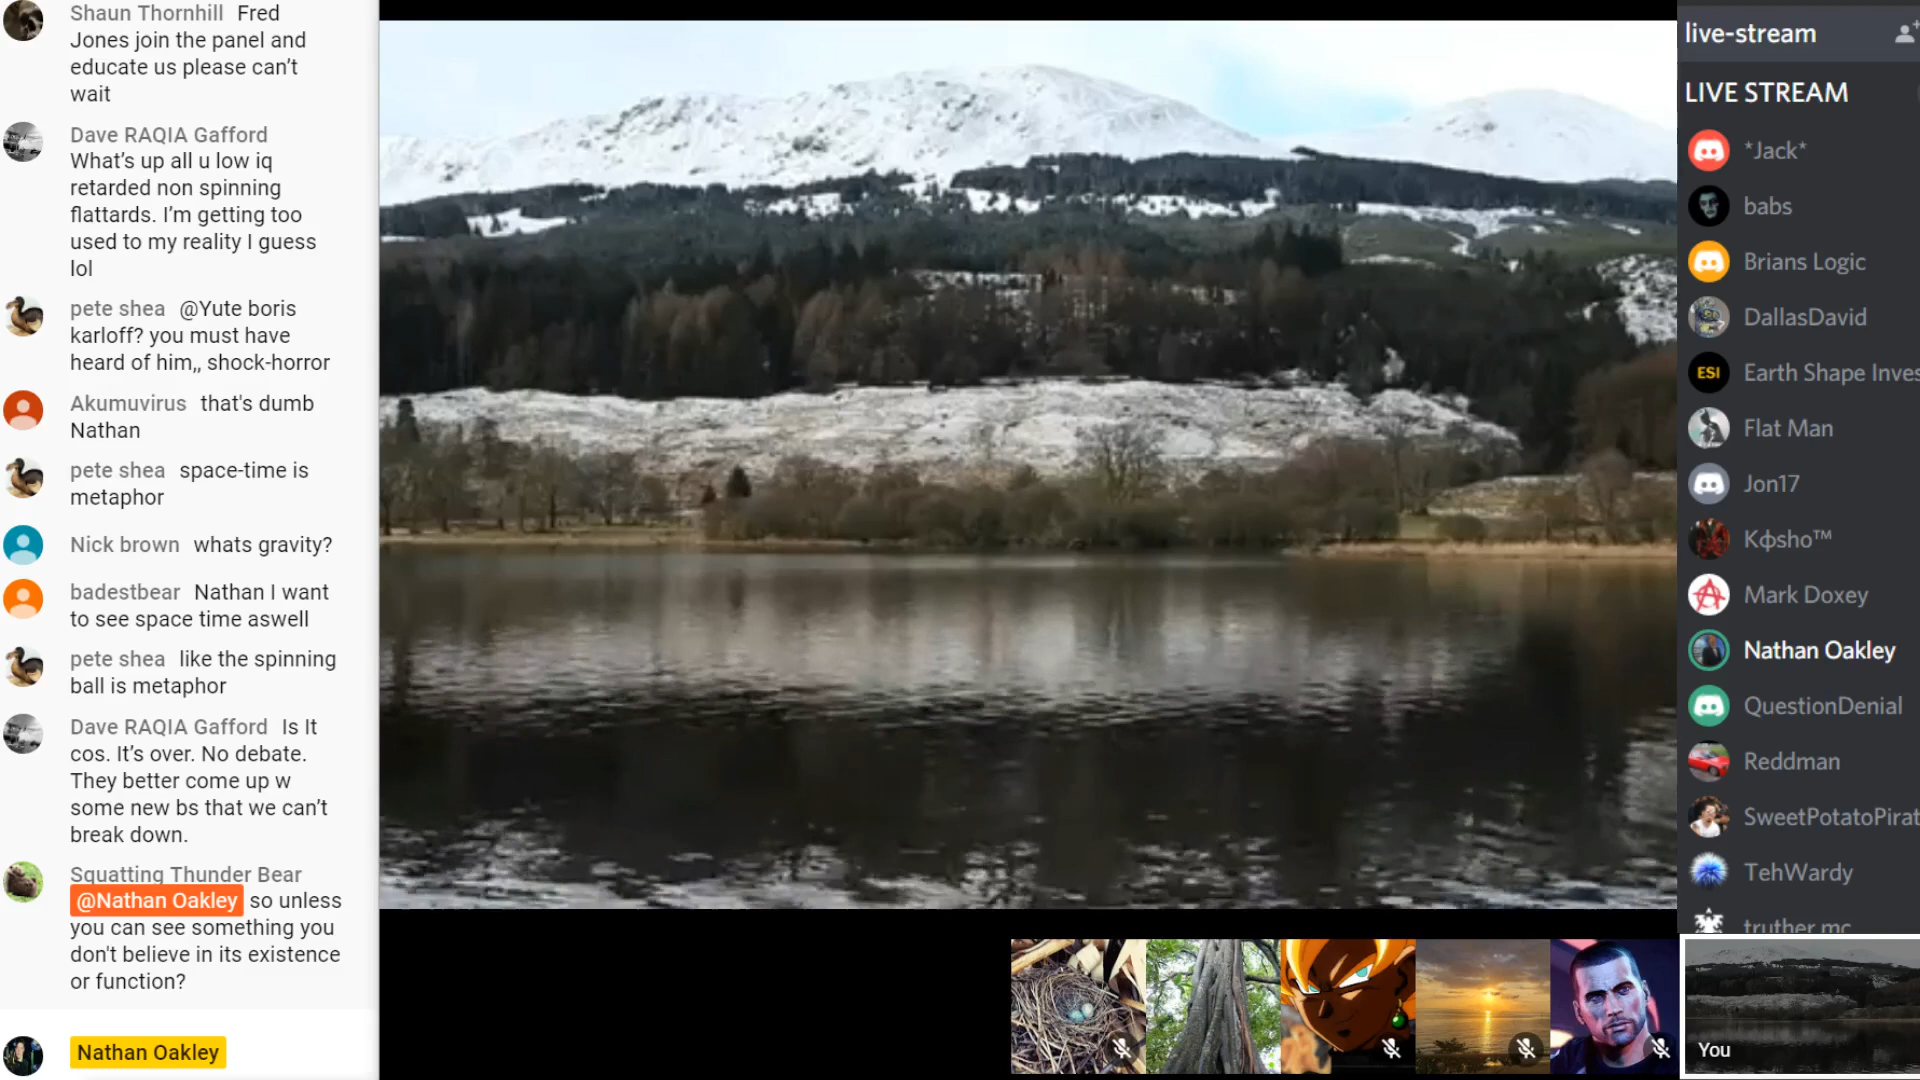 Shaun Thornhill Fred
Jones join the panel and
educate us please can’t
wait
Dave RAQIA Gafford
What’s up all u low iq
retarded non spinning
flattards. I’m getting too
used to my reality I guess
lol
pete shea @Yute boris
karloff? you must have
heard of him,, shock-horror
Akumuvirus that's dumb
Nathan
pete shea space-time is
metaphor
Nick brown whats gravity?
badestbear Nathan I want
to see space time aswell
pete shea like the spinning
ball is metaphor
Dave RAQIA Gafford Is It
cos. It’s over. No debate.
They better come up w
some new bs that we can’t
break down.
Squatting Thunder Bear
@Nathan Oakley so unless
you can see something you
don't believe in its existence
or function?
Nathan Oakley
live-stream
LIVE STREAM
*Jack*
babs
Brians Logic
DallasDavid
ESI Earth Shape Inves
Flat Man
Jon17
Kфsho™
Mark Doxey
Nathan Oakley
QuestionDenial
Reddman
SweetPotatoPirat
TehWardy
truther mc
You